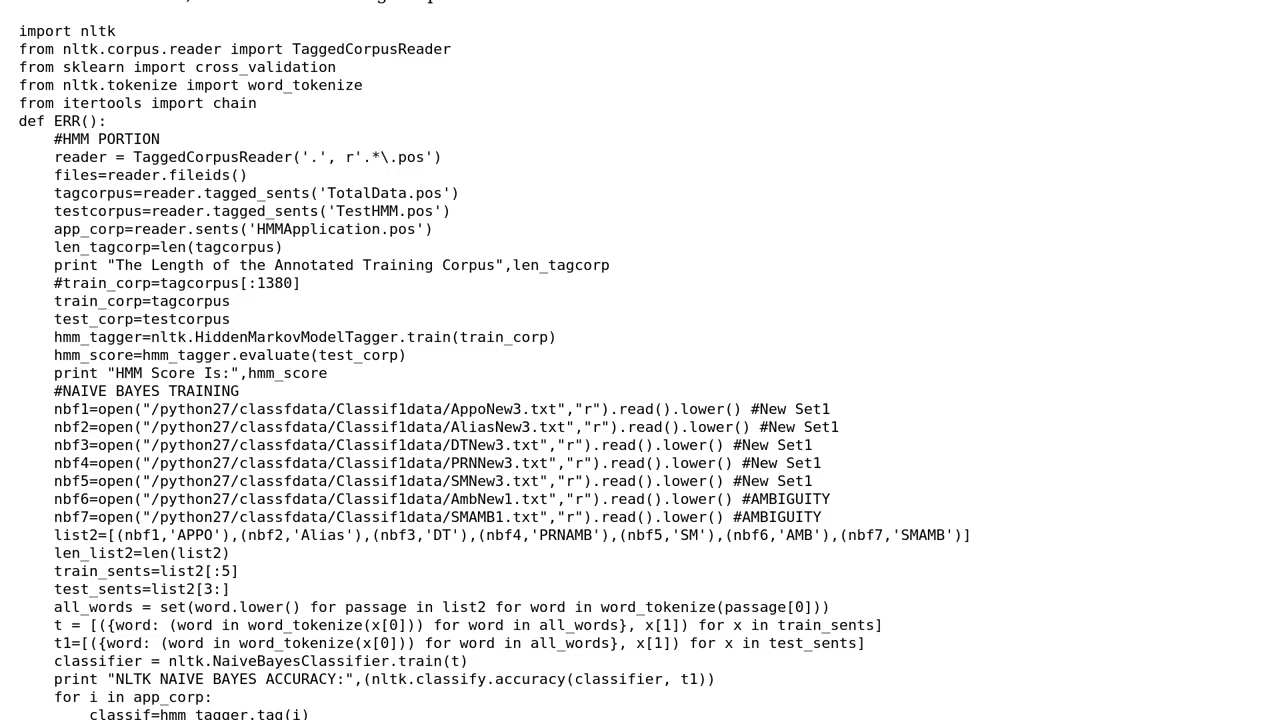 import nltk
from nltk.corpus.reader import TaggedCorpusReader
from sklearn import cross_validation
from nltk.tokenize import word_tokenize
from itertools import chain
def ERR():
    #HMM PORTION
    reader = TaggedCorpusReader('.', r'.*\.pos')
    files=reader.fileids()
    tagcorpus=reader.tagged_sents('TotalData.pos')
    testcorpus=reader.tagged_sents('TestHMM.pos')
    app_corp=reader.sents('HMMApplication.pos')
    len_tagcorp=len(tagcorpus)
    print "The Length of the Annotated Training Corpus",len_tagcorp
    #train_corp=tagcorpus[:1380]
    train_corp=tagcorpus
    test_corp=testcorpus
    hmm_tagger=nltk.HiddenMarkovModelTagger.train(train_corp)
    hmm_score=hmm_tagger.evaluate(test_corp)
    print "HMM Score Is:",hmm_score
    #NAIVE BAYES TRAINING
    nbf1=open("/python27/classfdata/Classif1data/AppoNew3.txt","r").read().lower() #New Set1
    nbf2=open("/python27/classfdata/Classif1data/AliasNew3.txt","r").read().lower() #New Set1
    nbf3=open("/python27/classfdata/Classif1data/DTNew3.txt","r").read().lower() #New Set1
    nbf4=open("/python27/classfdata/Classif1data/PRNNew3.txt","r").read().lower() #New Set1
    nbf5=open("/python27/classfdata/Classif1data/SMNew3.txt","r").read().lower() #New Set1
    nbf6=open("/python27/classfdata/Classif1data/AmbNew1.txt","r").read().lower() #AMBIGUITY
    nbf7=open("/python27/classfdata/Classif1data/SMAMB1.txt","r").read().lower() #AMBIGUITY
    list2=[(nbf1,'APPO'),(nbf2,'Alias'),(nbf3,'DT'),(nbf4,'PRNAMB'),(nbf5,'SM'),(nbf6,'AMB'),(nbf7,'SMAMB')]
    len_list2=len(list2)
    train_sents=list2[:5]
    test_sents=list2[3:]
    all_words = set(word.lower() for passage in list2 for word in word_tokenize(passage[0]))
    t = [({word: (word in word_tokenize(x[0])) for word in all_words}, x[1]) for x in train_sents]
    t1=[({word: (word in word_tokenize(x[0])) for word in all_words}, x[1]) for x in test_sents]
    classifier = nltk.NaiveBayesClassifier.train(t)
    print "NLTK NAIVE BAYES ACCURACY:",(nltk.classify.accuracy(classifier, t1))
    for i in app_corp:
        classif=hmm_tagger.tag(i)